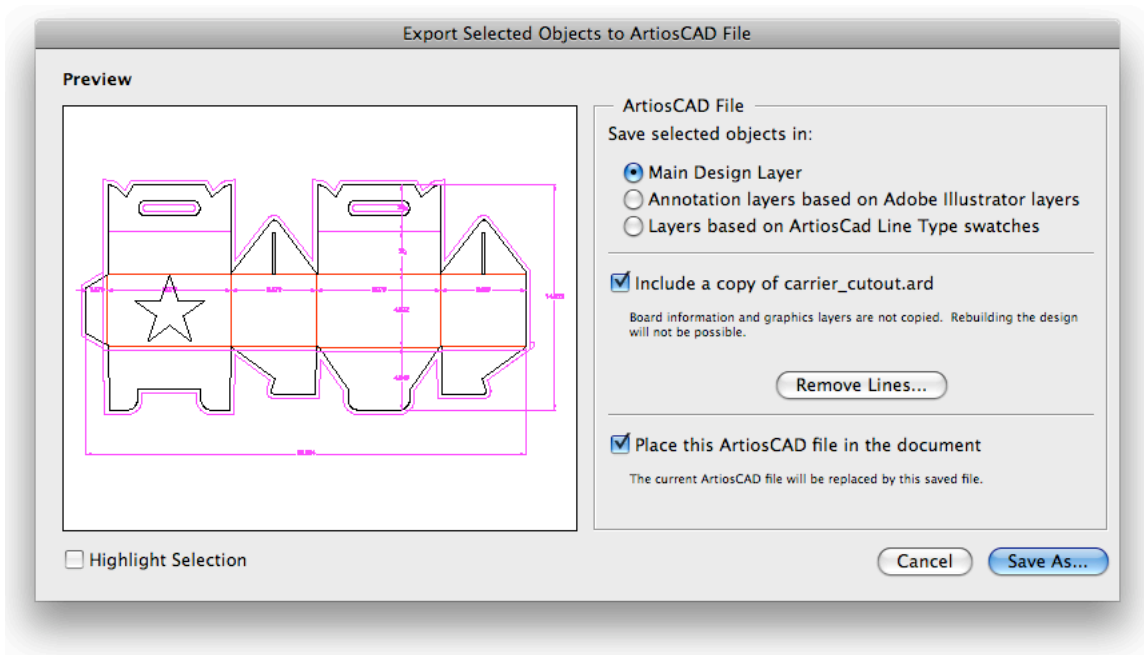 Export Selected Objects to ArtiosCAD File
Preview
ArtiosCAD File
Save selected objects in:
Main Design Layer
Annotation layers based on Adobe Illustrator layers
Layers based on ArtiosCad Line Type swatches
Include a copy of carrier_cutout.ard
Board information and graphics layers are not copied. Rebuilding the design
will not be possible.
Remove Lines...
Place this ArtiosCAD file in the document
The current ArtiosCAD file will be replaced by this saved file.
Highlight Selection
Cancel
Save As...